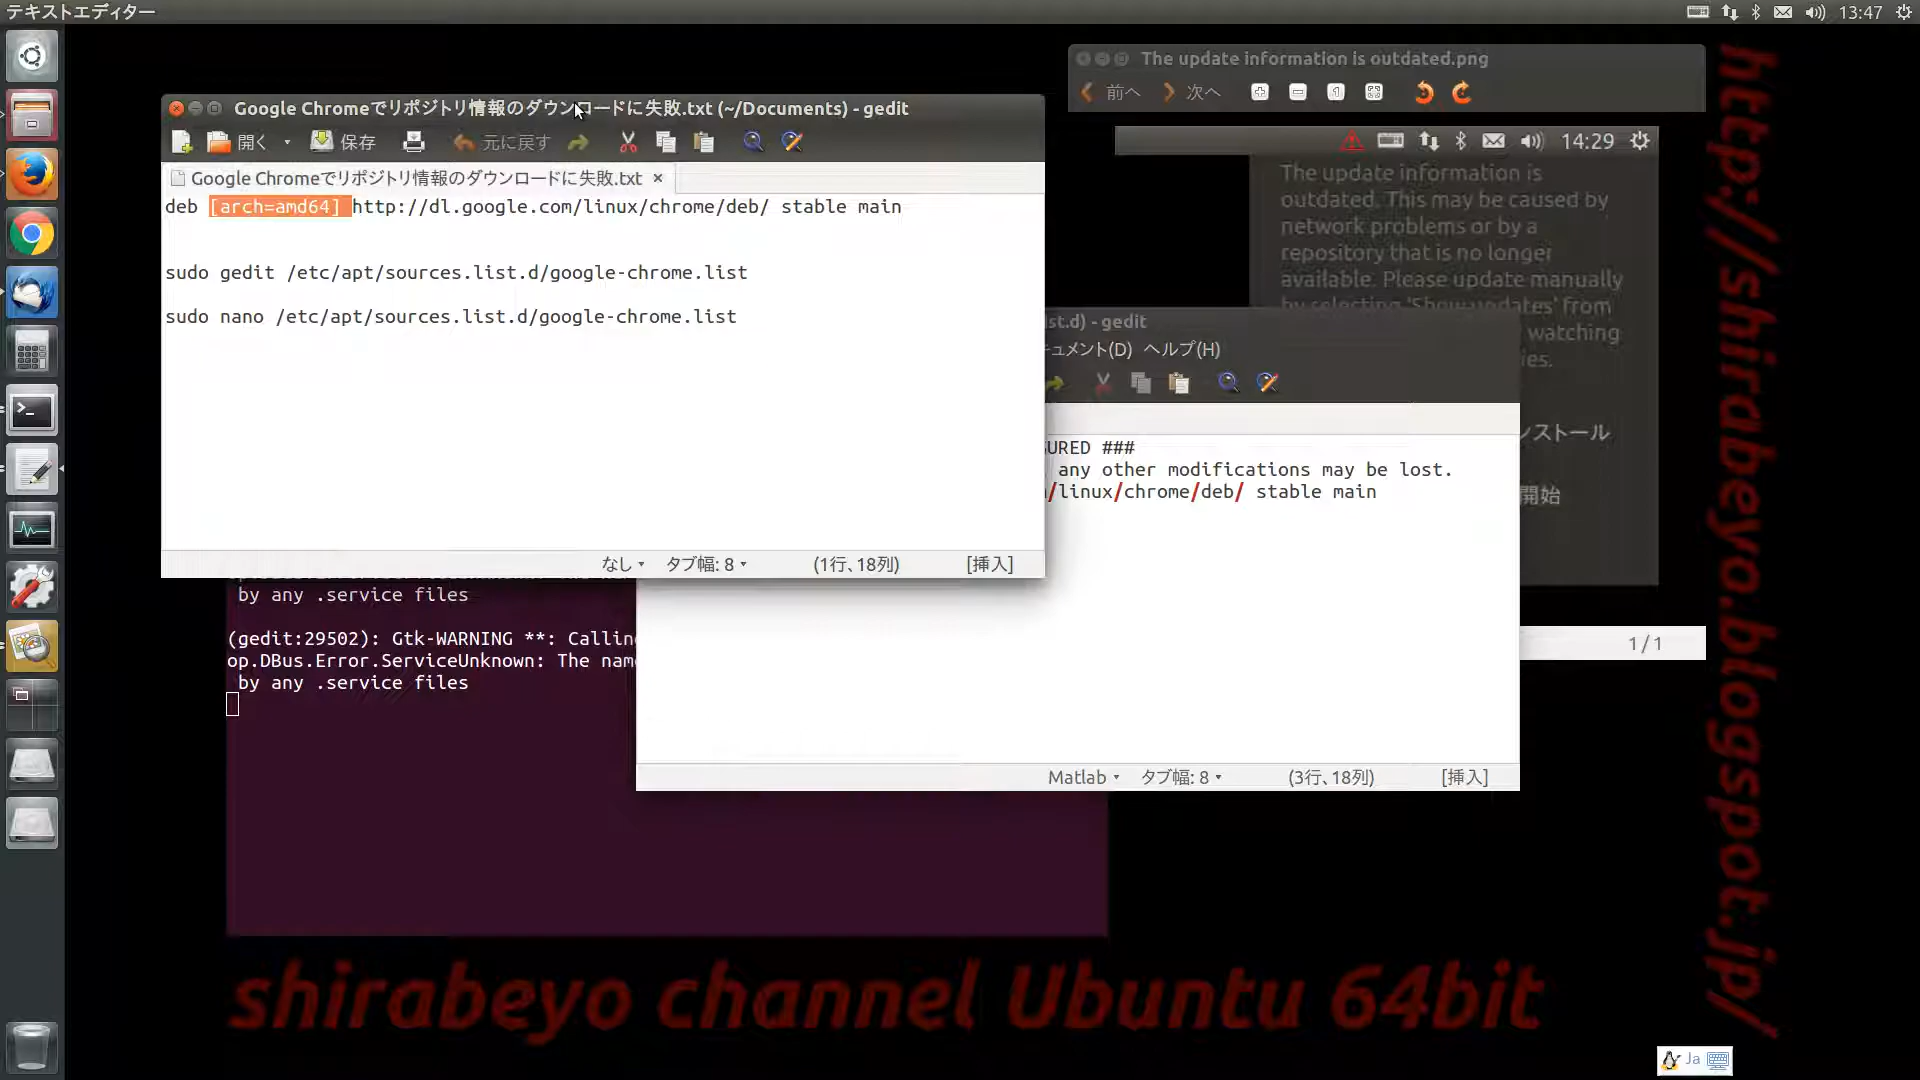 テキストエディター
13:47
The update information is outdated.png
前へ 次へ
Google Chromeでリポジトリ情報のダウンロードに失敗.txt (~/Documents) - gedit
開く 保存 元に戻す
Google Chromeでリポジトリ情報のダウンロードに失敗.txt ×
deb [arch=amd64] http://dl.google.com/linux/chrome/deb/ stable main
sudo gedit /etc/apt/sources.list.d/google-chrome.list
sudo nano /etc/apt/sources.list.d/google-chrome.list
なし タブ幅: 8 (1行、18列) [挿入]
14:29
The update information is
outdated. This may be caused by
network problems or by a
repository that is no longer
available. Please update manually
by selecting 'Show updates' from
watching
ies.
ンストール
開始
1 / 1
ist.d) - gedit
ュメント(D) ヘルプ(H)
URED ###
any other modifications may be lost.
/linux/chrome/deb/ stable main
Matlab タブ幅: 8 (3行、18列) [挿入]
by any .service files
(gedit:29502): Gtk-WARNING **: Callin
op.DBus.Error.ServiceUnknown: The nam
by any .service files
shirabeyo channel Ubuntu 64bit
http://shirabeyo.blogspot.jp/
Ja